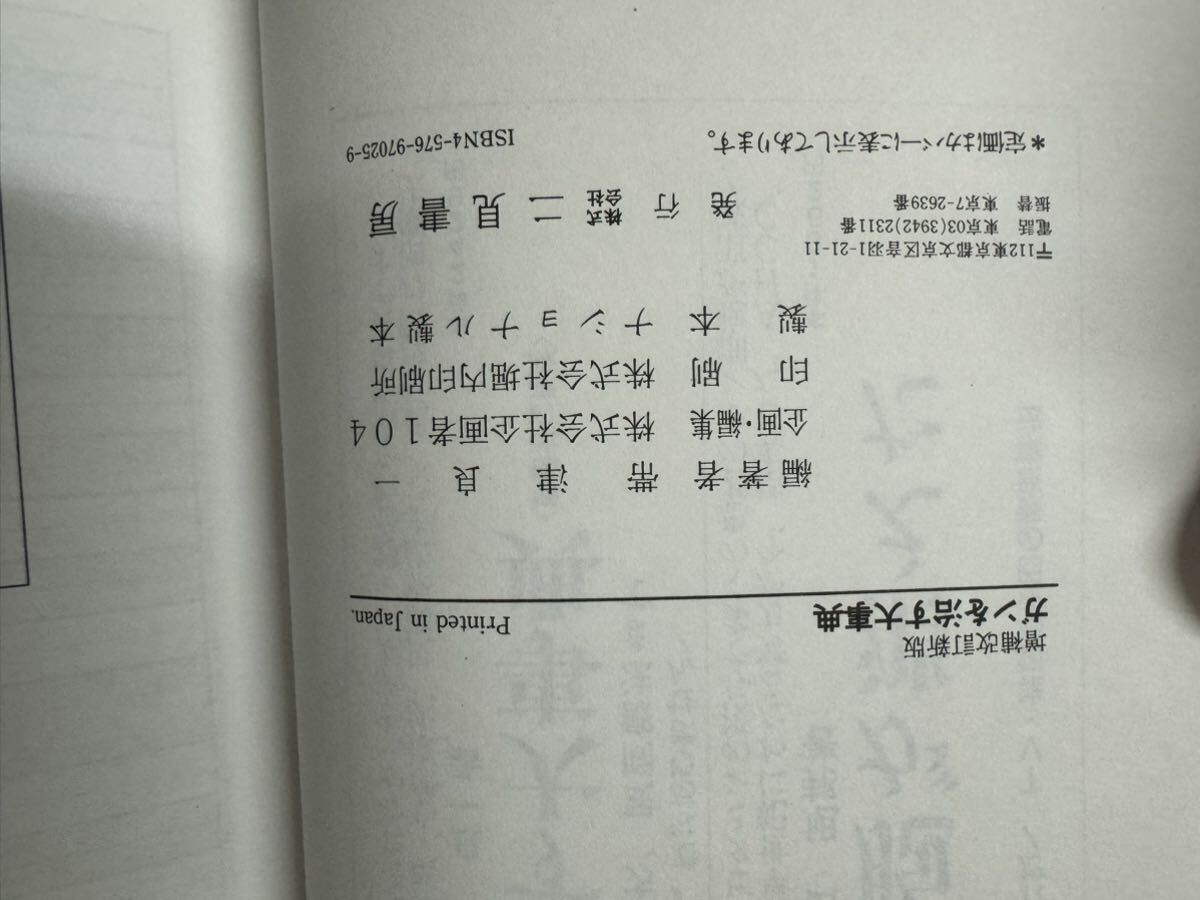 増補改訂新版
ガンを治す大事典
Printed in Japan.
編著者 帯津良一
企画・編集 株式会社企画者104
印刷 株式会社堀内印刷所
製本 ナショナル製本
発行 株式会社 二見書房
〒112東京都文京区音羽1-21-11
電話 東京03(3942)2311番
振替 東京7-2639番
*定価はカバーに表示してあります。
ISBN4-576-97025-9